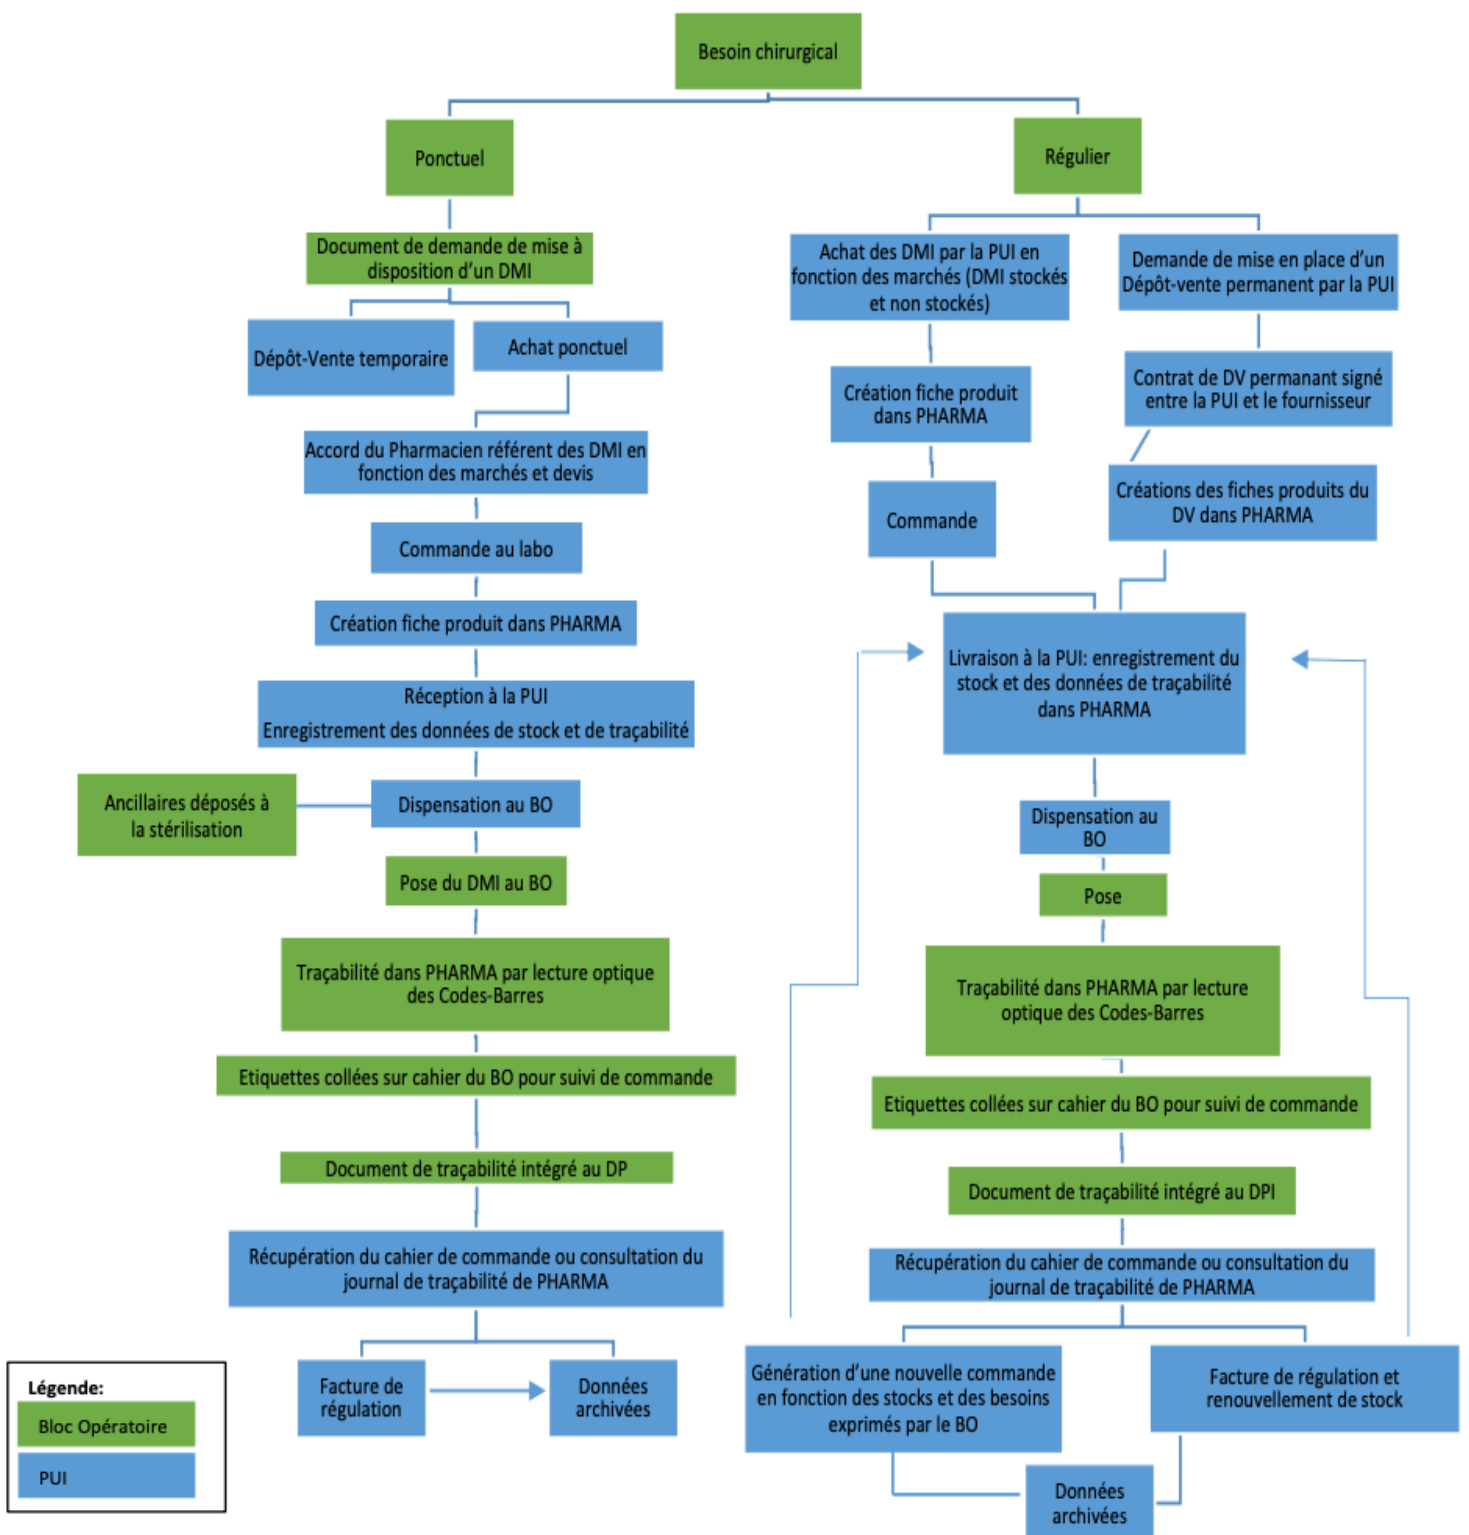 Besoin chirurgical
Ponctuel
Document de demande de mise à
disposition d'un DMI
Dépôt-Vente temporaire
Achat ponctuel
Accord du Pharmacien référent des DMI en
fonction des marchés et devis
Commande au labo
Création fiche produit dans PHARMA
Réception à la PUI
Enregistrement des données de stock et de traçabilité
Ancillaires déposés à
la stérilisation
Dispensation au BO
Pose du DMI au BO
Traçabilité dans PHARMA par lecture optique
des Codes-Barres
Etiquettes collées sur cahier du BO pour suivi de commande
Document de traçabilité intégré au DP
Récupération du cahier de commande ou consultation du
journal de traçabilité de PHARMA
Facture de
régulation
Données
archivées
Régulier
Achat des DMI par la PUI en
fonction des marchés (DMI stockés
et non stockés)
Création fiche produit
dans PHARMA
Commande
Demande de mise en place d'un
Dépôt-vente permanent par la PUI
Contrat de DV permanant signé
entre la PUI et le fournisseur
Créations des fiches produits du
DV dans PHARMA
Livraison à la PUI: enregistrement du
stock et des données de traçabilité
dans PHARMA
Dispensation au
BO
Pose
Traçabilité dans PHARMA par lecture
optique des Codes-Barres
Etiquettes collées sur cahier du BO pour suivi de commande
Document de traçabilité intégré au DPI
Récupération du cahier de commande ou consultation du
journal de traçabilité de PHARMA
Génération d'une nouvelle commande
en fonction des stocks et des besoins
exprimés par le BO
Facture de régulation et
renouvellement de stock
Données
archivées
Légende:
Bloc Opératoire
PUI